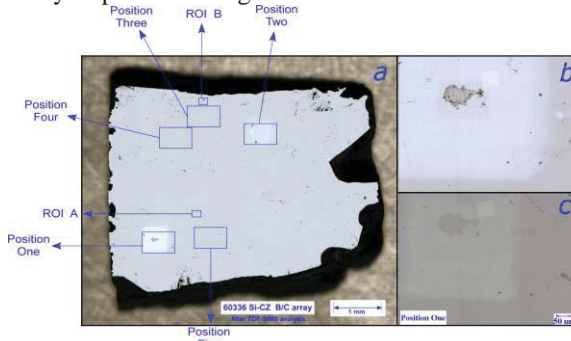 ROI B
Position
Three
Position
Two
a
b
Position
Four
ROI A
Position
One
c
60336 Si-CZ B/C array
After TOF-SIMS analysis
1 mm
Position One
50 um
Position